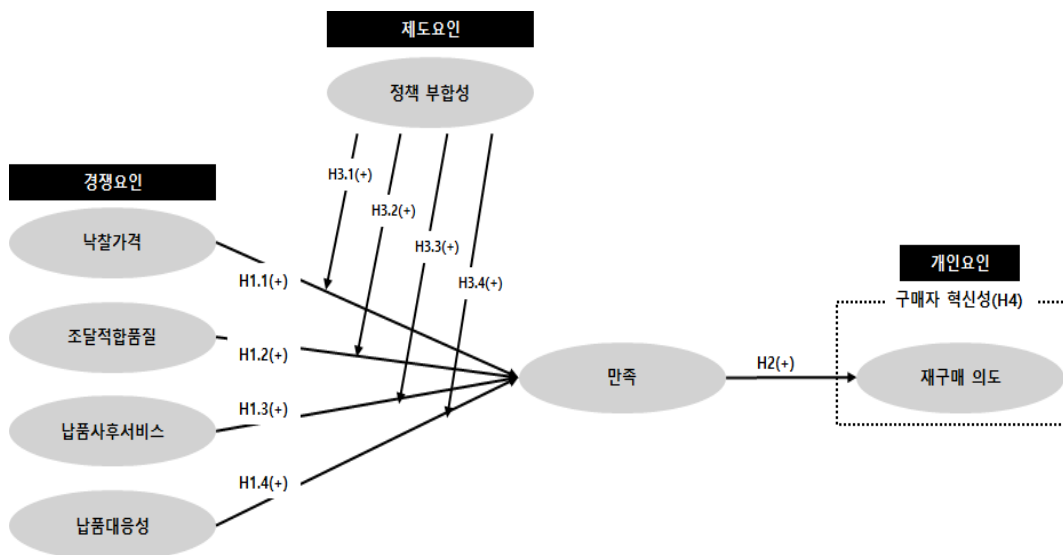 제도요인
정책 부합성
H3.1(+)
H3.2(+)
H3.3(+)
H3.4(+)
경쟁요인
낙찰가격
H1.1(+)
조달적합품질
H1.2(+)
납품사후서비스
H1.3(+)
납품대응성
H1.4(+)
만족
H2(+)
개인요인
구매자 혁신성(H4)
재구매 의도